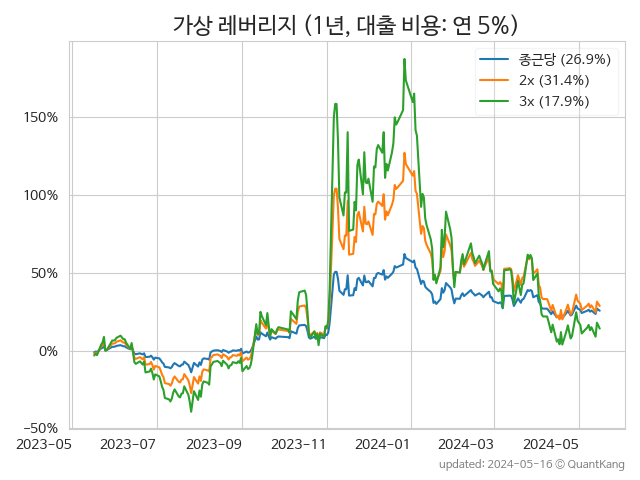 가상 레버리지 (1년, 대출 비용: 연 5%)
종근당 (26.9%)
2x (31.4%)
3x (17.9%)
150%
100%
50%
0%
−50%
2023−05 2023−07 2023−09 2023−11 2024−01 2024−03 2024−05
updated: 2024−05−16 © QuantKang